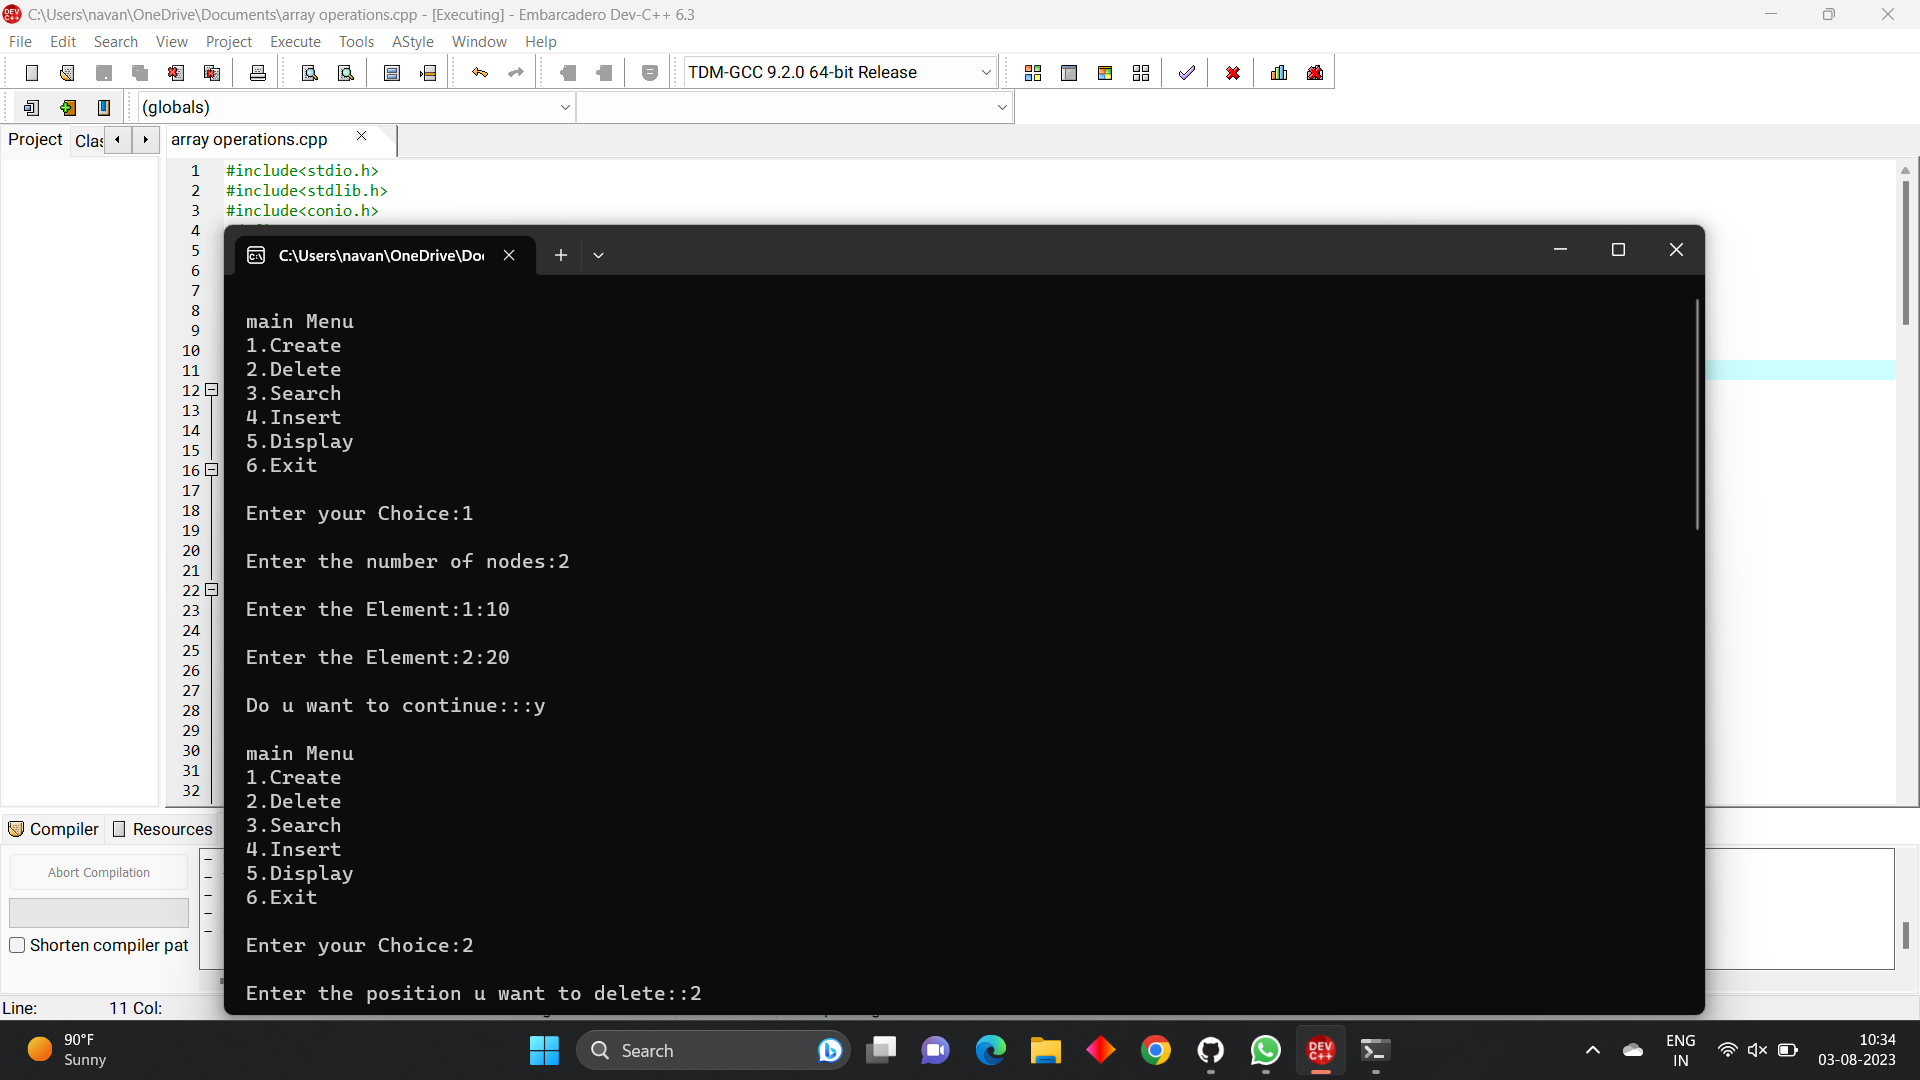 C:\Users\navan\OneDrive\Documents\array operations.cpp - [Executing] - Embarcadero Dev-C++ 6.3
File Edit Search View Project Execute Tools AStyle Window Help
TDM-GCC 9.2.0 64-bit Release
(globals)
Project Clas array operations.cpp
1 #include<stdio.h>
2 #include<stdlib.h>
3 #include<conio.h>
4
5
6
7
8
9
10
11
12
13
14
15
16
17
18
19
20
21
22
23
24
25
26
27
28
29
30
31
32
C:\Users\navan\OneDrive\Doc
main Menu
1.Create
2.Delete
3.Search
4.Insert
5.Display
6.Exit
Enter your Choice:1
Enter the number of nodes:2
Enter the Element:1:10
Enter the Element:2:20
Do u want to continue:::y
main Menu
1.Create
2.Delete
3.Search
4.Insert
5.Display
6.Exit
Enter your Choice:2
Enter the position u want to delete::2
Compiler Resources
Abort Compilation
Shorten compiler pat
Line: 11 Col:
90°F
Sunny
Search
DEV
C++
ENG
IN
10:34
03-08-2023